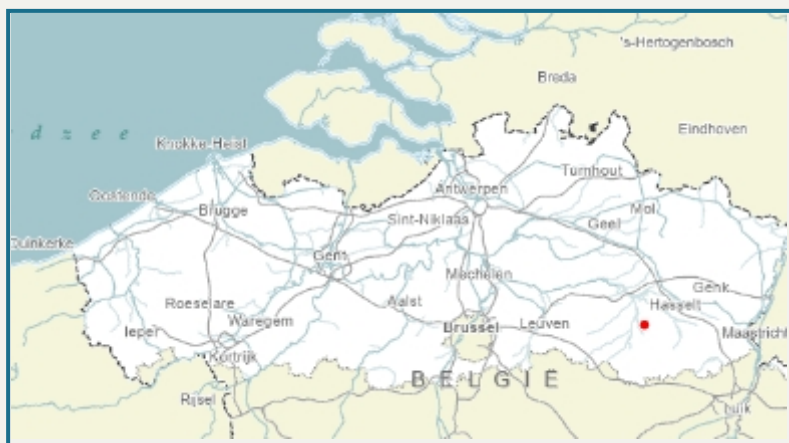 's-Hertogenbosch
Breda
Eindhoven
d z e e
Knokke-Heist
Turnhout
Oostende
Antwerpen
Mol
Brugge
Sint-Niklaas
Geel
Duinkerke
Gent
Mechelen
Genk
Roeselare
Aalst
Hasselt
Ieper
Waregem
Brussel
Leuven
Maastricht
Kortrijk
BELGIË
Rijsel
Luik